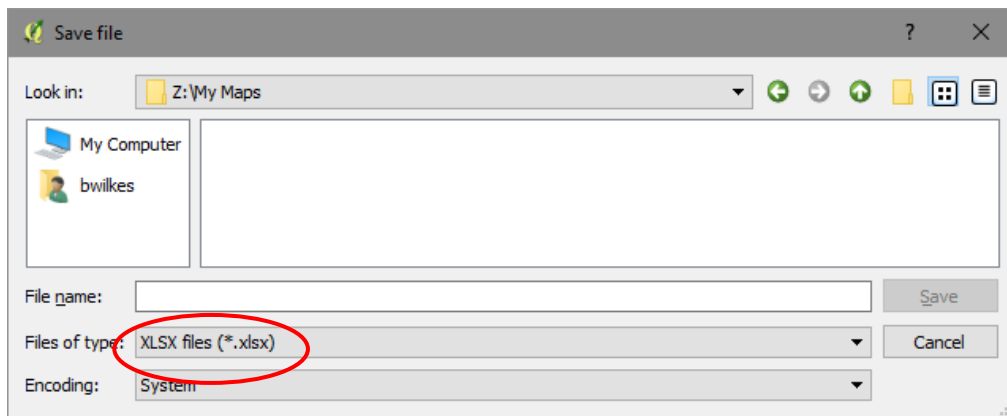 Save file
?
Look in:
Z:\My Maps
My Computer
bwilkes
File name:
Save
Files of type:
XLSX files (*.xlsx)
Cancel
Encoding:
System